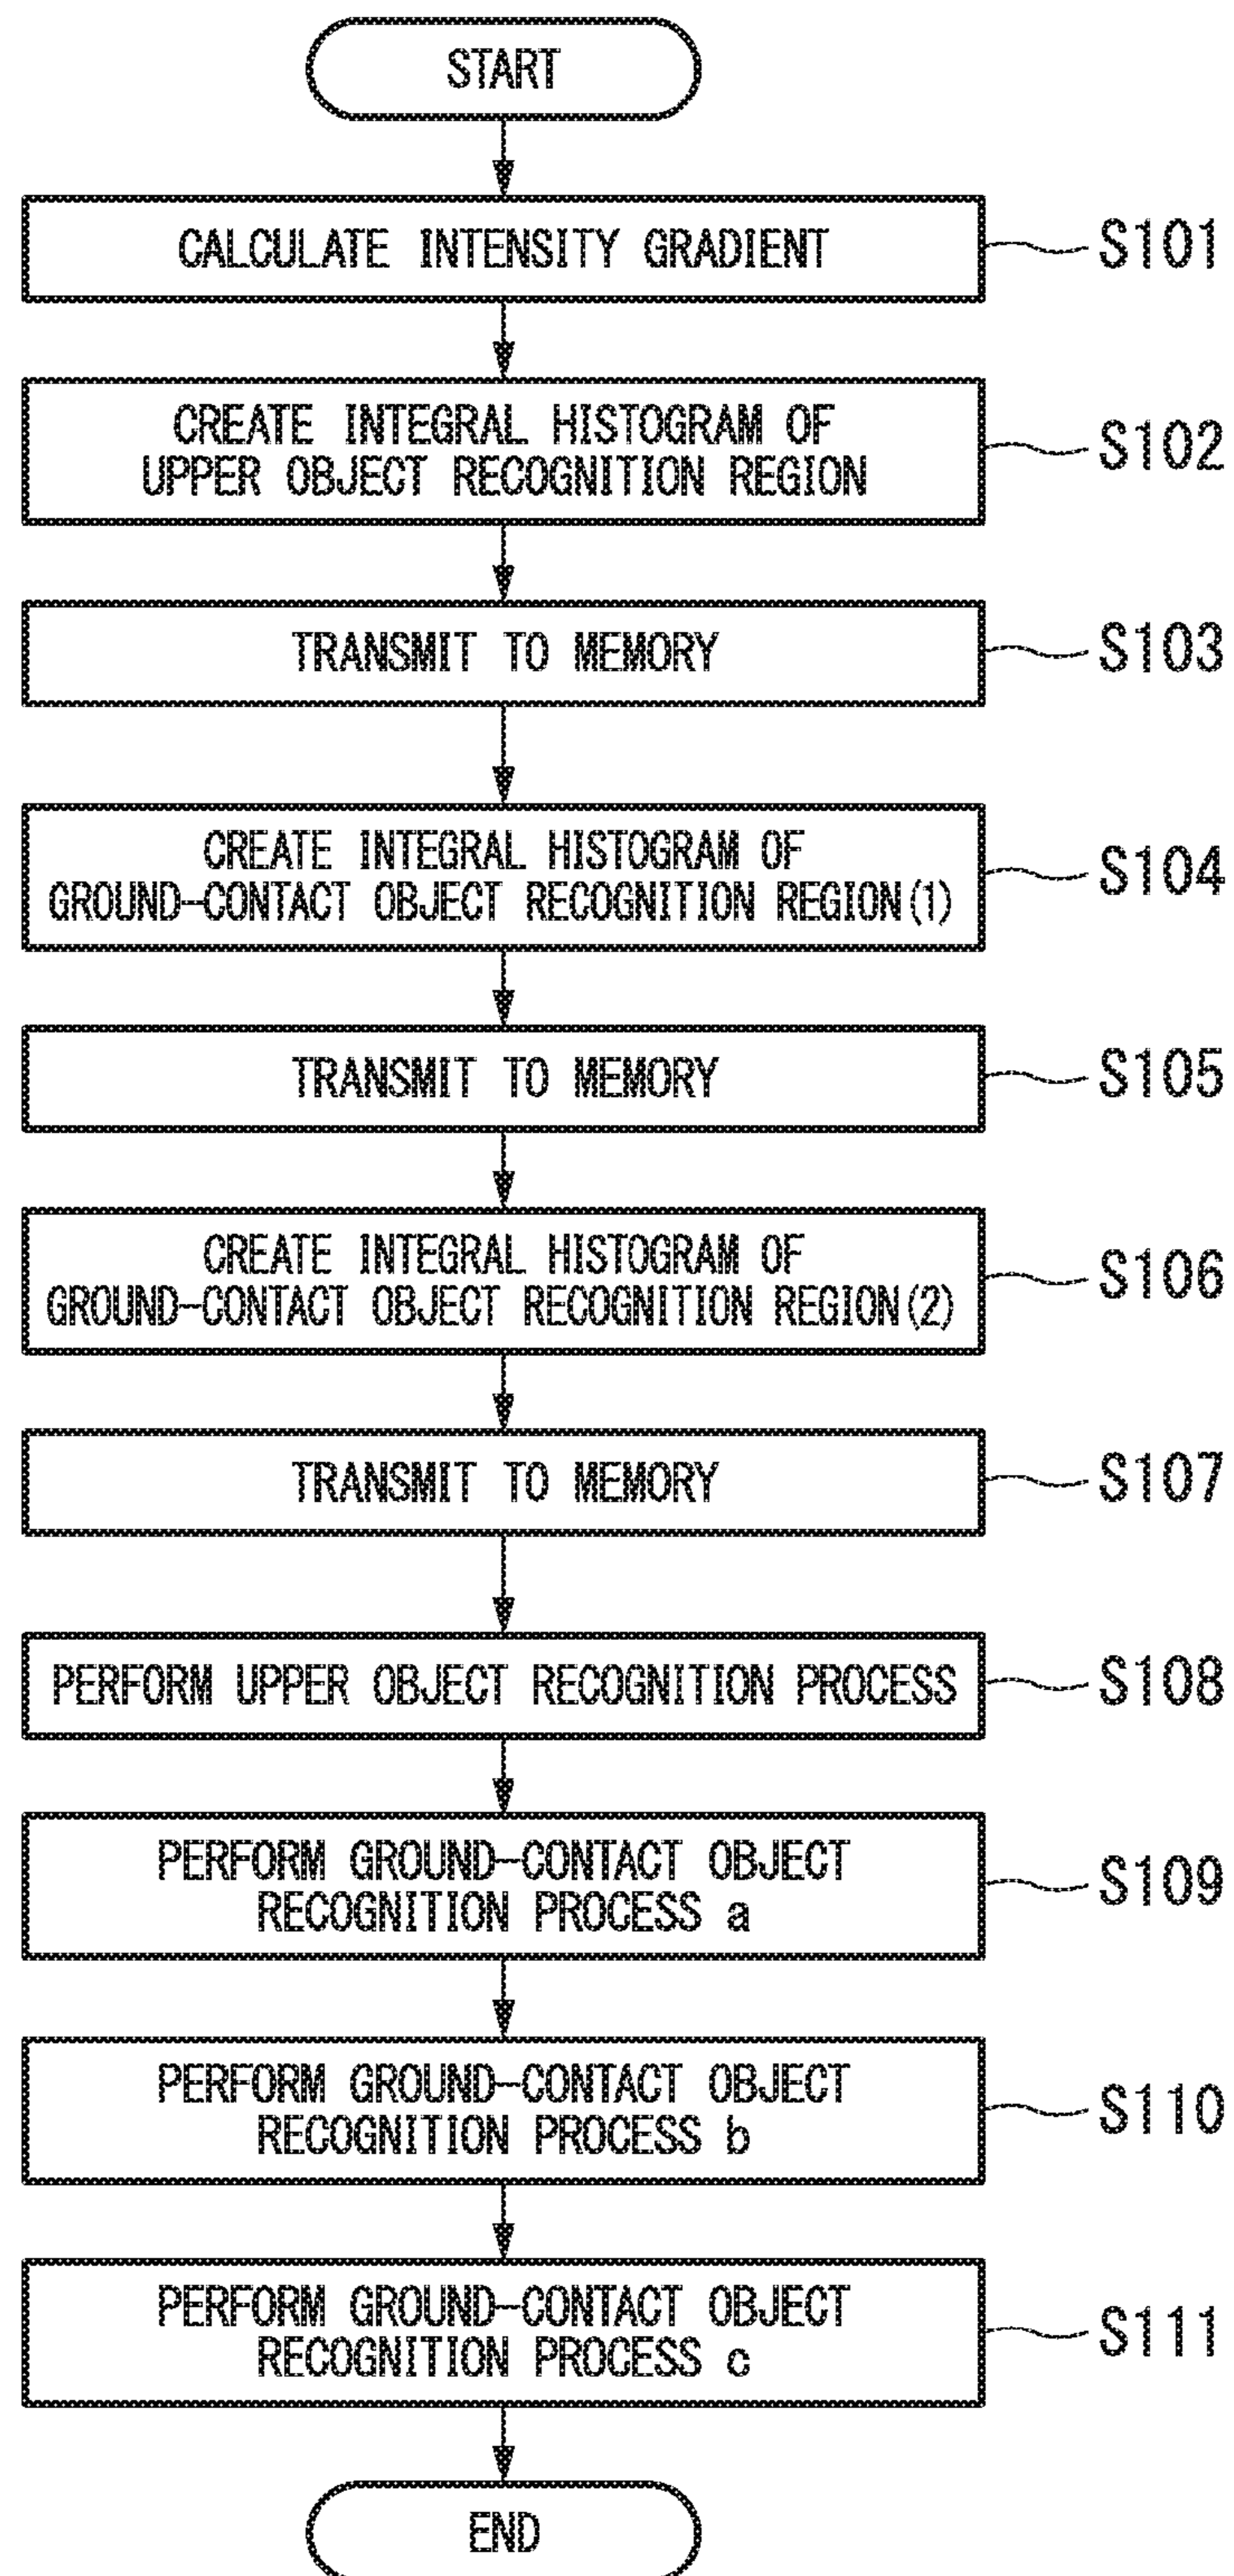 START
CALCULATE INTENSITY GRADIENT
S101
CREATE INTEGRAL HISTOGRAM OF
UPPER OBJECT RECOGNITION REGION
S102
TRANSMIT TO MEMORY
S103
CREATE INTEGRAL HISTOGRAM OF
GROUND-CONTACT OBJECT RECOGNITION REGION(1)
S104
TRANSMIT TO MEMORY
S105
CREATE INTEGRAL HISTOGRAM OF
GROUND-CONTACT OBJECT RECOGNITION REGION(2)
S106
TRANSMIT TO MEMORY
S107
PERFORM UPPER OBJECT RECOGNITION PROCESS
S108
PERFORM GROUND-CONTACT OBJECT
RECOGNITION PROCESS a
S109
PERFORM GROUND-CONTACT OBJECT
RECOGNITION PROCESS b
S110
PERFORM GROUND-CONTACT OBJECT
RECOGNITION PROCESS c
S111
END